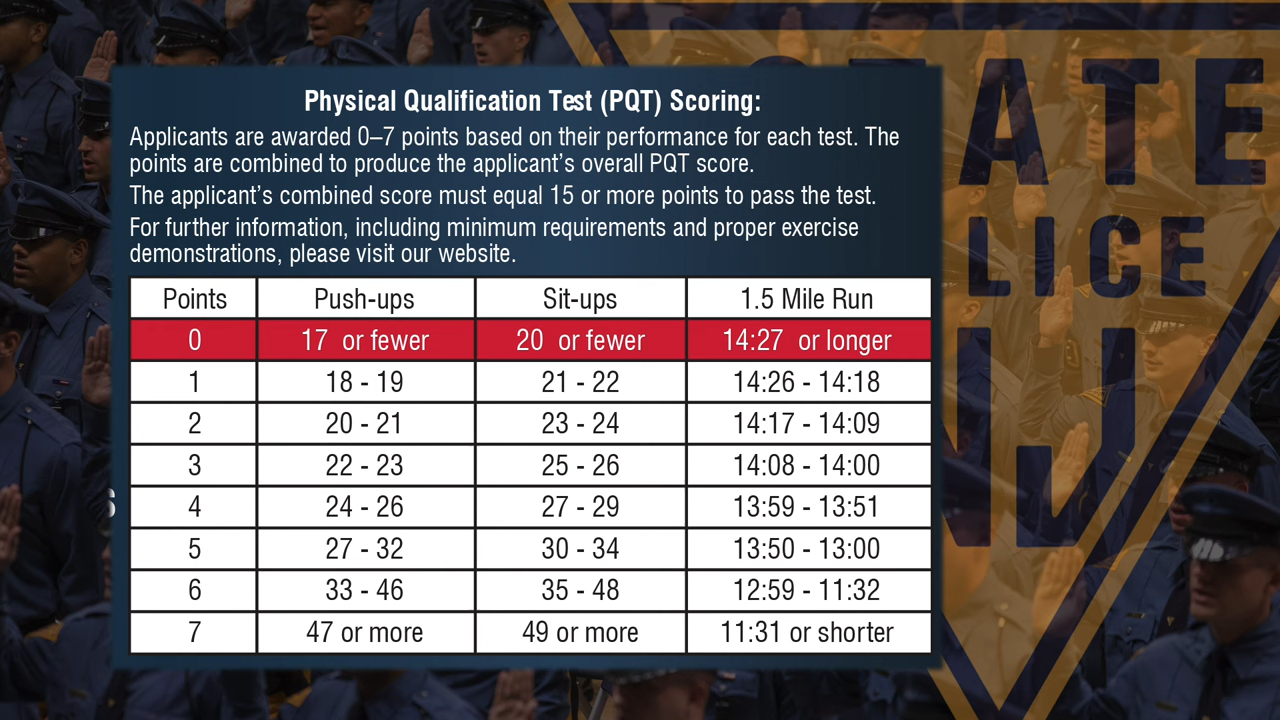 Physical Qualification Test (PQT) Scoring:
Applicants are awarded 0–7 points based on their performance for each test. The
points are combined to produce the applicant's overall PQT score.
The applicant's combined score must equal 15 or more points to pass the test.
For further information, including minimum requirements and proper exercise
demonstrations, please visit our website.
Points Push-ups Sit-ups 1.5 Mile Run
0 17 or fewer 20 or fewer 14:27 or longer
1 18 - 19 21 - 22 14:26 - 14:18
2 20 - 21 23 - 24 14:17 - 14:09
3 22 - 23 25 - 26 14:08 - 14:00
4 24 - 26 27 - 29 13:59 - 13:51
5 27 - 32 30 - 34 13:50 - 13:00
6 33 - 46 35 - 48 12:59 - 11:32
7 47 or more 49 or more 11:31 or shorter
ATE
LICE
NJ